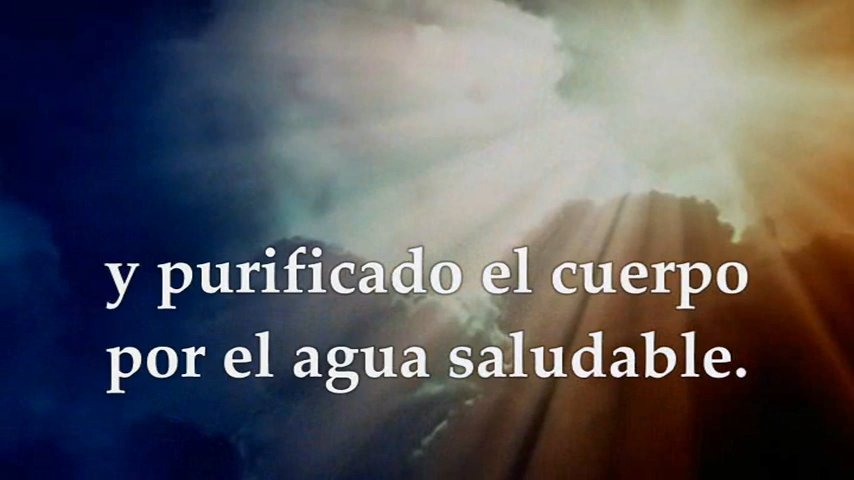 y purificado el cuerpo
por el agua saludable.